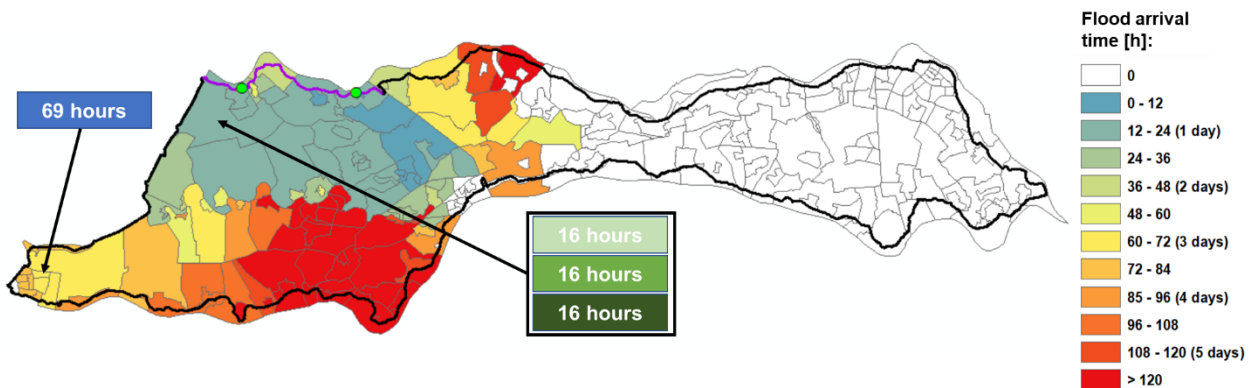 Flood arrival
time [h]:
0
0 - 12
12 - 24 (1 day)
24 - 36
36 - 48 (2 days)
48 - 60
60 - 72 (3 days)
72 - 84
85 - 96 (4 days)
96 - 108
108 - 120 (5 days)
> 120
69 hours
16 hours
16 hours
16 hours